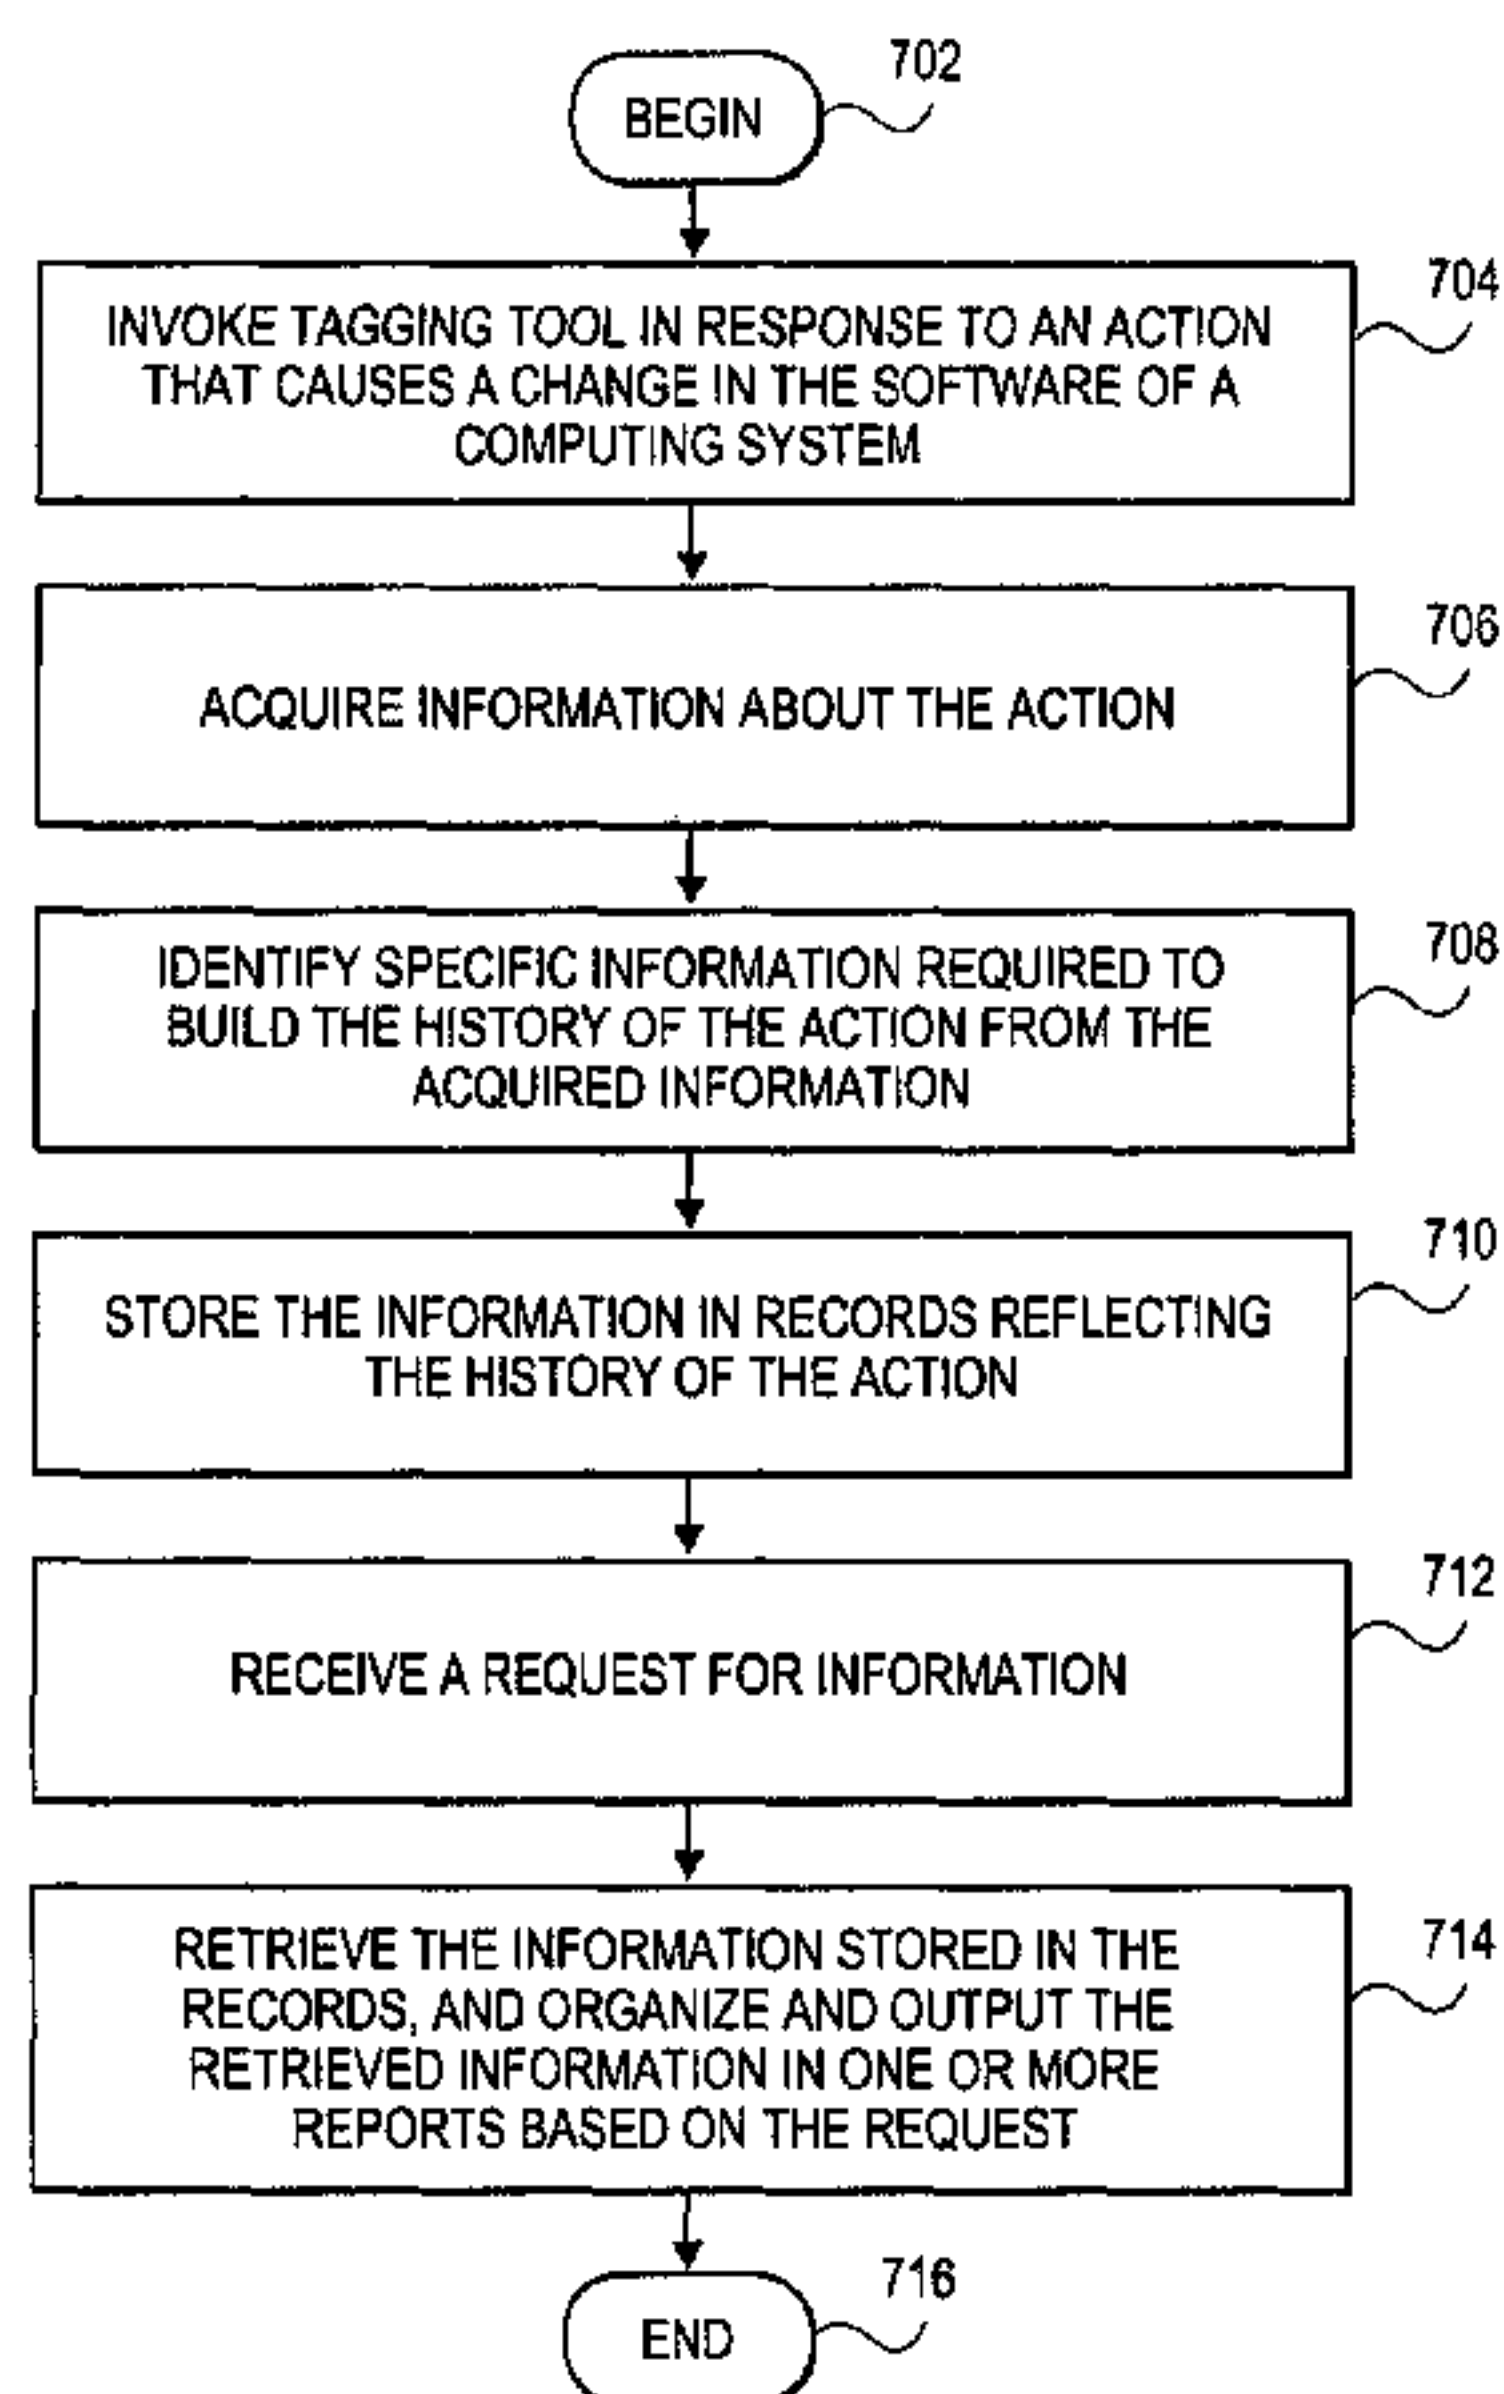 702
BEGIN
704
INVOKE TAGGING TOOL IN RESPONSE TO AN ACTION
THAT CAUSES A CHANGE IN THE SOFTWARE OF A
COMPUTING SYSTEM
706
ACQUIRE INFORMATION ABOUT THE ACTION
708
IDENTIFY SPECIFIC INFORMATION REQUIRED TO
BUILD THE HISTORY OF THE ACTION FROM THE
ACQUIRED INFORMATION
710
STORE THE INFORMATION IN RECORDS REFLECTING
THE HISTORY OF THE ACTION
712
RECEIVE A REQUEST FOR INFORMATION
714
RETRIEVE THE INFORMATION STORED IN THE
RECORDS, AND ORGANIZE AND OUTPUT THE
RETRIEVED INFORMATION IN ONE OR MORE
REPORTS BASED ON THE REQUEST
716
END